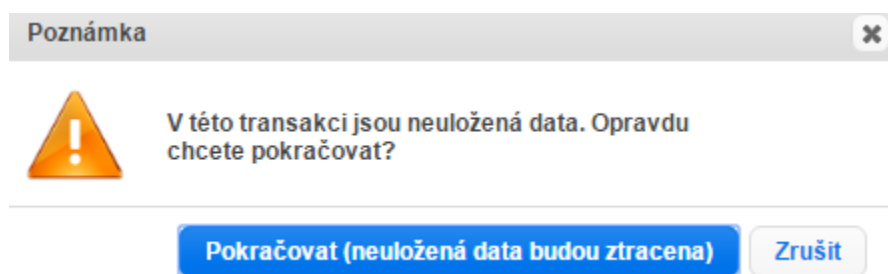 Poznámka
V této transakci jsou neuložená data. Opravdu
chcete pokračovat?
Pokračovat (neuložená data budou ztracena)
Zrušit